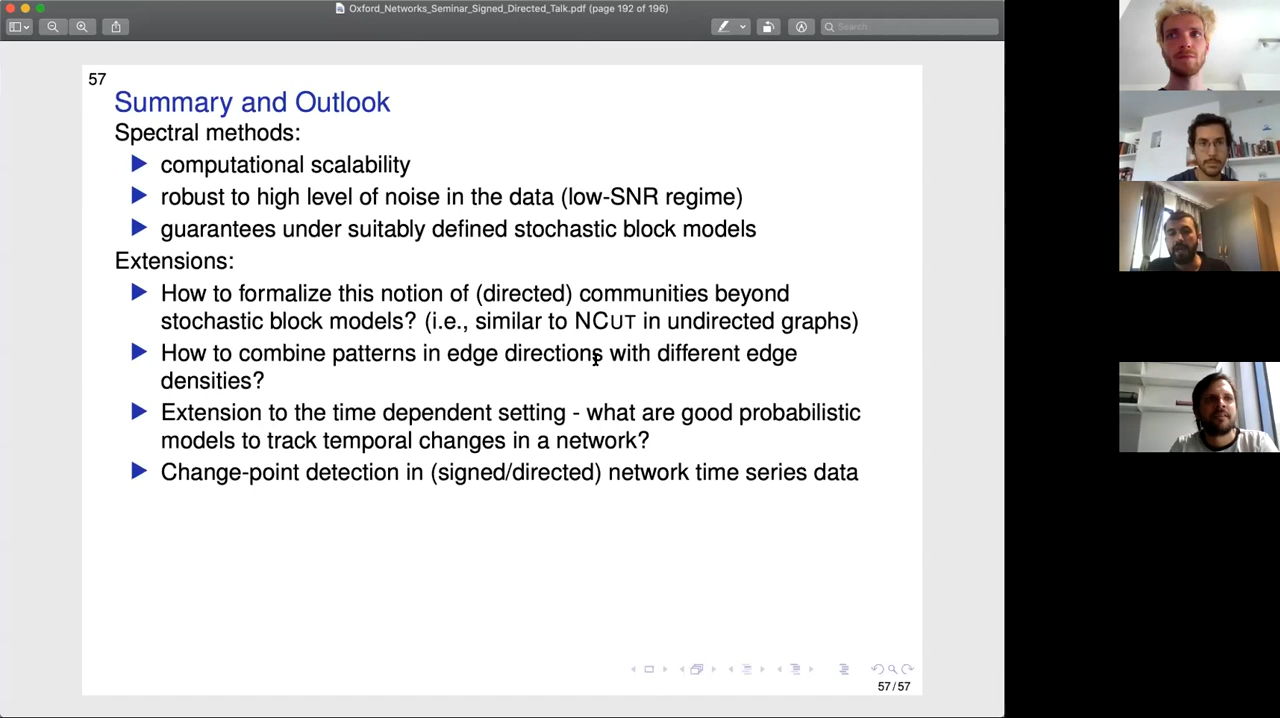 Oxford_Networks_Seminar_Signed_Directed_Talk.pdf (page 192 of 196)
Search
57
Summary and Outlook
Spectral methods:
computational scalability
robust to high level of noise in the data (low-SNR regime)
guarantees under suitably defined stochastic block models
Extensions:
How to formalize this notion of (directed) communities beyond
stochastic block models? (i.e., similar to NCUT in undirected graphs)
How to combine patterns in edge directions with different edge
densities?
Extension to the time dependent setting - what are good probabilistic
models to track temporal changes in a network?
Change-point detection in (signed/directed) network time series data
57/57